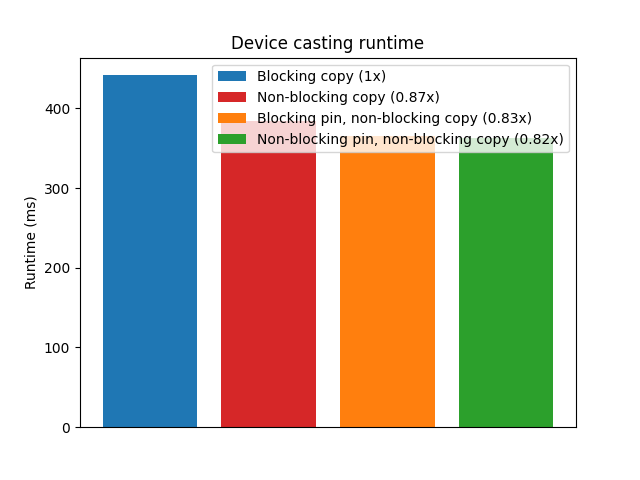 Device casting runtime
Blocking copy (1x)
Non-blocking copy (0.87x)
Blocking pin, non-blocking copy (0.83x)
Non-blocking pin, non-blocking copy (0.82x)
Runtime (ms)
400
300
200
100
0